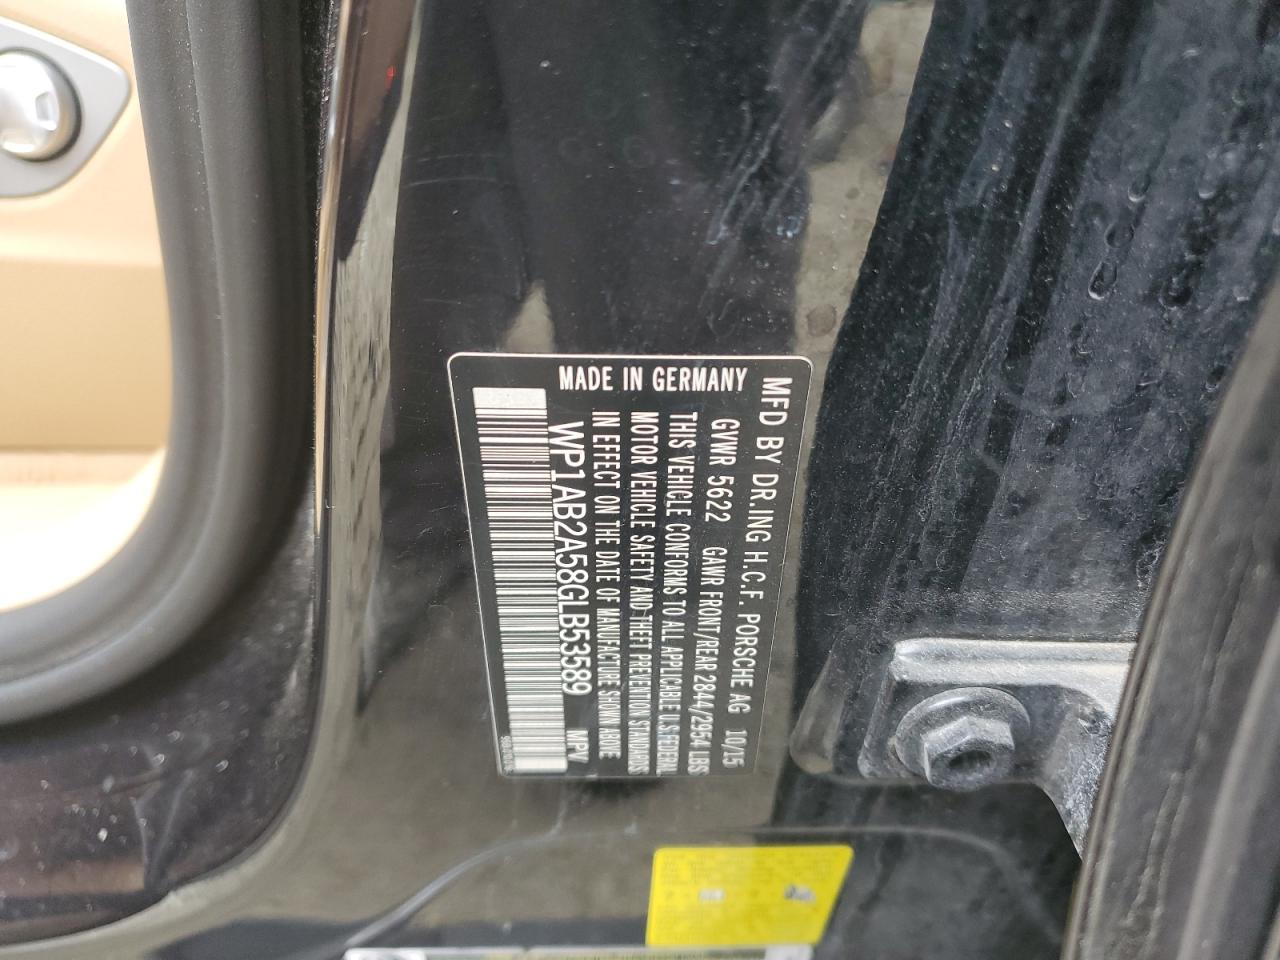 MFD BY DR.ING H.C.F. PORSCHE AG 10/15
GVWR 5622 GAWR FRONT/REAR 2844/2954 LBS
THIS VEHICLE CONFORMS TO ALL APPLICABLE U.S FEDERAL
MOTOR VEHICLE SAFETY AND THEFT PREVENTION STANDARDS
IN EFFECT ON THE DATE OF MANUFACTURE SHOWN ABOVE
WP1AB2A58GLB53589 MPV
MADE IN GERMANY